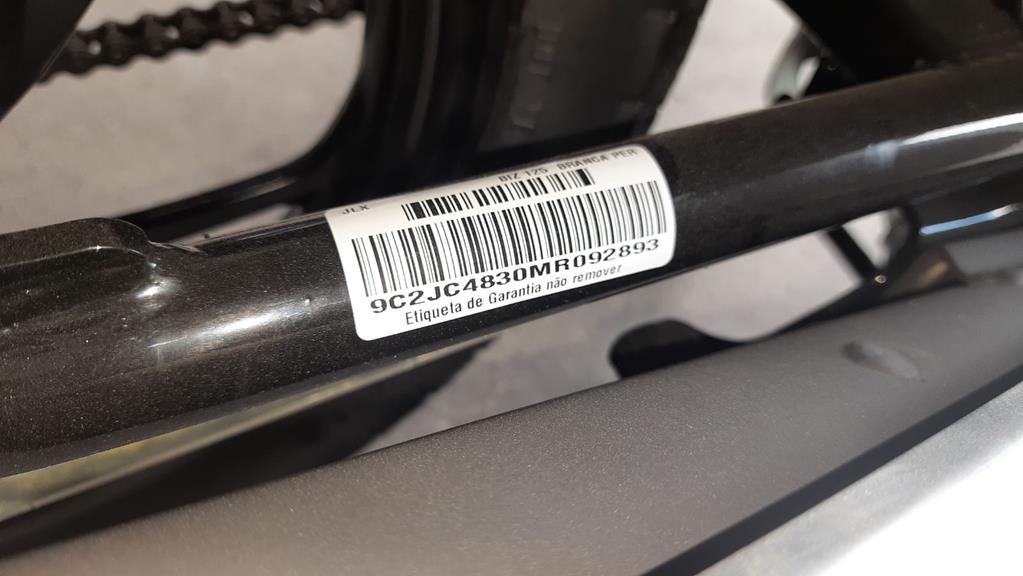 JLX BIZ 125 BRANCA PER
9C2JC4830MR092893
Etiqueta de Garantia não remover